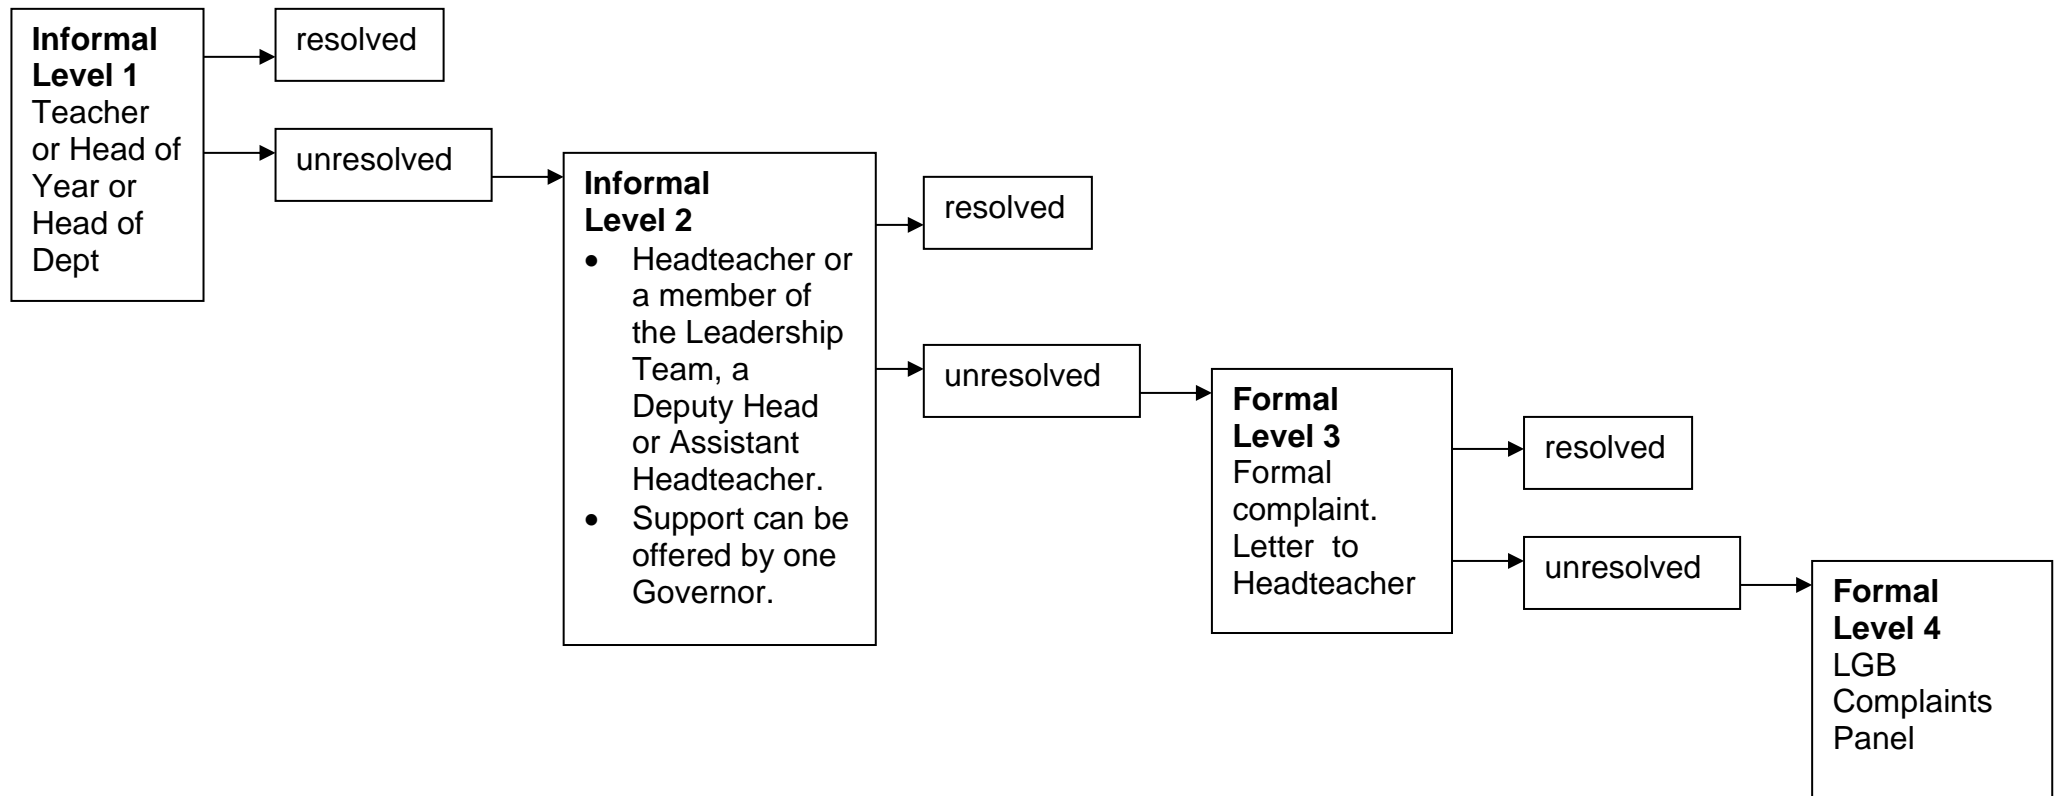 Informal
Level 1
Teacher
or Head of
Year or
Head of
Dept
resolved
unresolved
Informal
Level 2
• Headteacher or
a member of
the Leadership
Team, a
Deputy Head
or Assistant
Headteacher.
• Support can be
offered by one
Governor.
resolved
unresolved
Formal
Level 3
Formal
complaint.
Letter to
Headteacher
resolved
unresolved
Formal
Level 4
LGB
Complaints
Panel